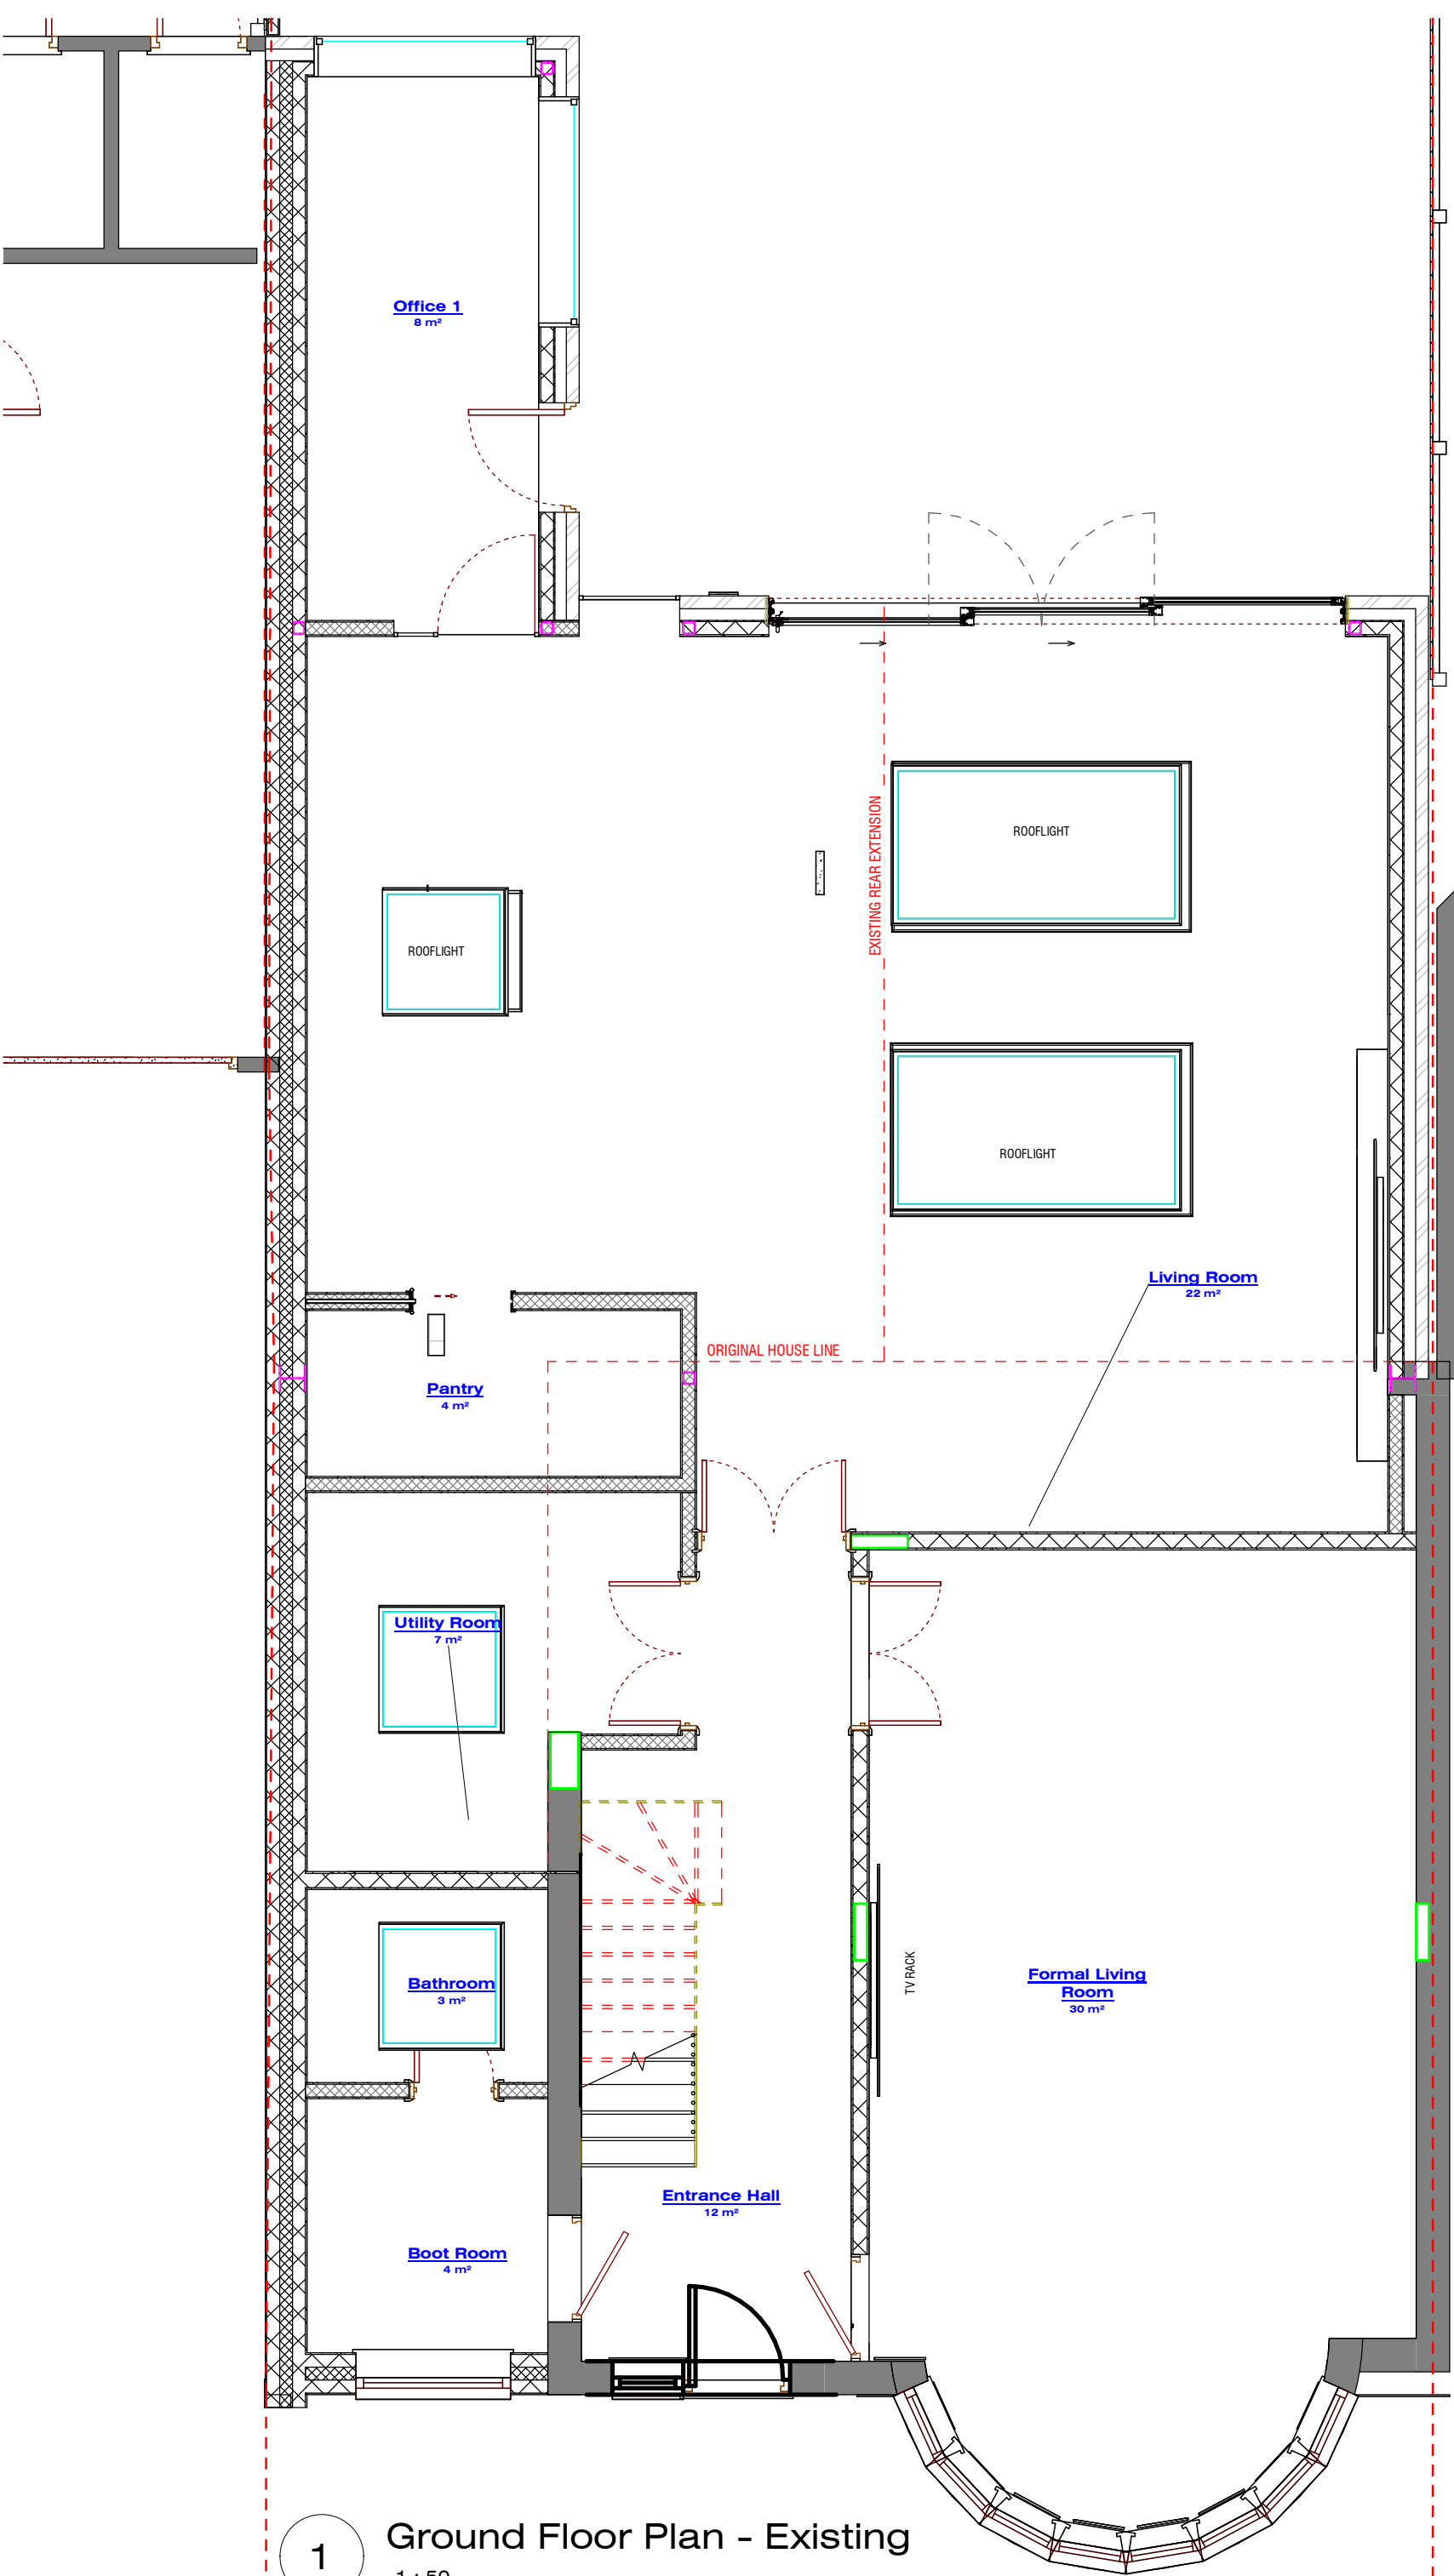 Office 1
8 m²
EXISTING REAR EXTENSION
ROOFLIGHT
ROOFLIGHT
ROOFLIGHT
Living Room
22 m²
ORIGINAL HOUSE LINE
Pantry
4 m²
Utility Room
7 m²
Bathroom
3 m²
TV RACK
Formal Living
Room
30 m²
Entrance Hall
12 m²
Boot Room
4 m²
1
Ground Floor Plan - Existing
1 : 50